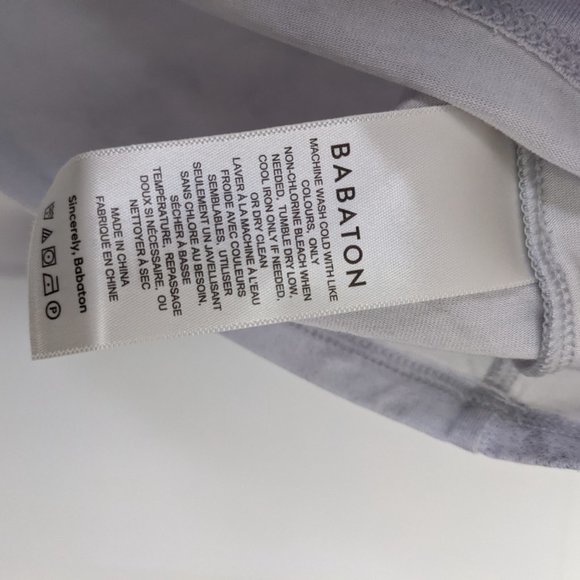 BABATON
MACHINE WASH COLD WITH LIKE
COLOURS, ONLY
NON-CHLORINE BLEACH WHEN
NEEDED, TUMBLE DRY LOW.
COOL IRON ONLY IF NEEDED,
OR DRY CLEAN
LAVER À LA MACHINE À L'EAU
FROIDE AVEC COULEURS
SEMBLABLES, UTILISER
SEULEMENT UN JAVELLISANT
SANS CHLORE AU BESOIN.
SÉCHER À BASSE
TEMPÉRATURE, REPASSAGE
DOUX SI NÉCESSAIRE, OU
NETTOYER À SEC
MADE IN CHINA
FABRIQUÉ EN CHINE
Sincerely, Babaton
P